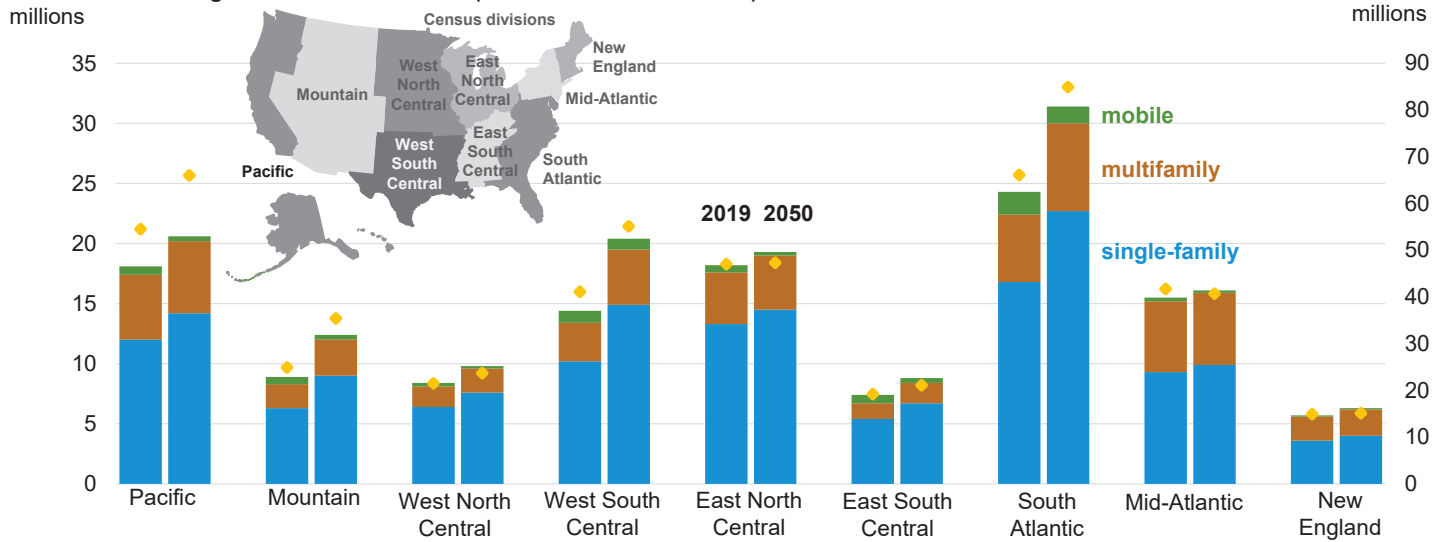 millions
millions
Census divisions
New
England
West
North
Central
East
North
Central
Mountain
Mid-Atlantic
East
South
Central
West
South
Central
South
Atlantic
Pacific
35
30
25
20
15
10
5
0
90
80
70
60
50
40
30
20
10
0
mobile
multifamily
single-family
2019 2050
Pacific
Mountain
West North
Central
West South
Central
East North
Central
East South
Central
South
Atlantic
Mid-Atlantic
New
England